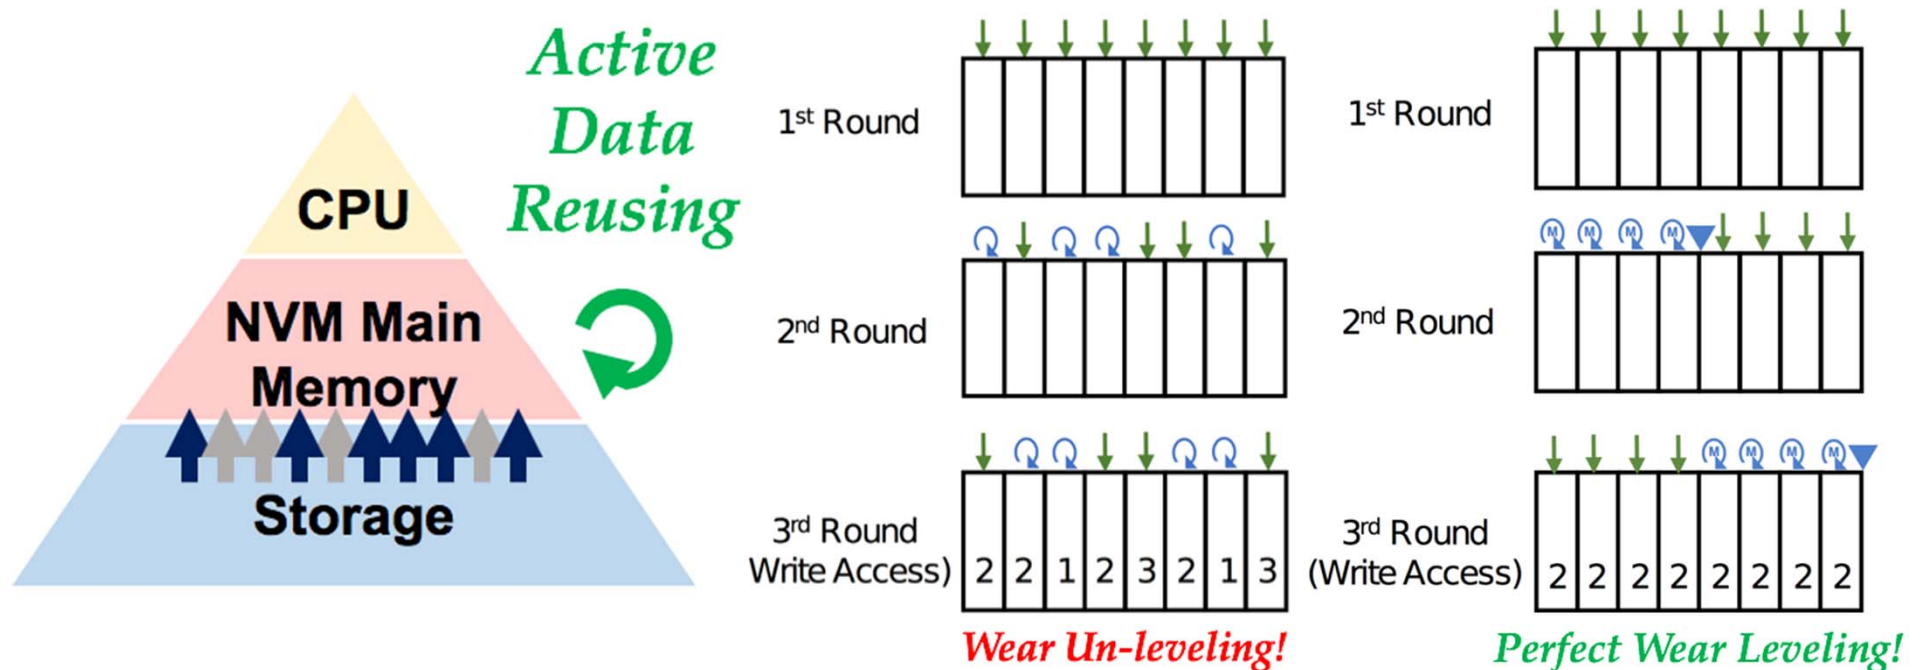 Active
Data
Reusing
CPU
NVM Main
Memory
Storage
1st Round
2nd Round
3rd Round
Write Access)
2 2 1 2 3 2 1 3
Wear Un-leveling!
1st Round
M M M M
2nd Round
M M M M
3rd Round
(Write Access)
2 2 2 2 2 2 2 2
Perfect Wear Leveling!